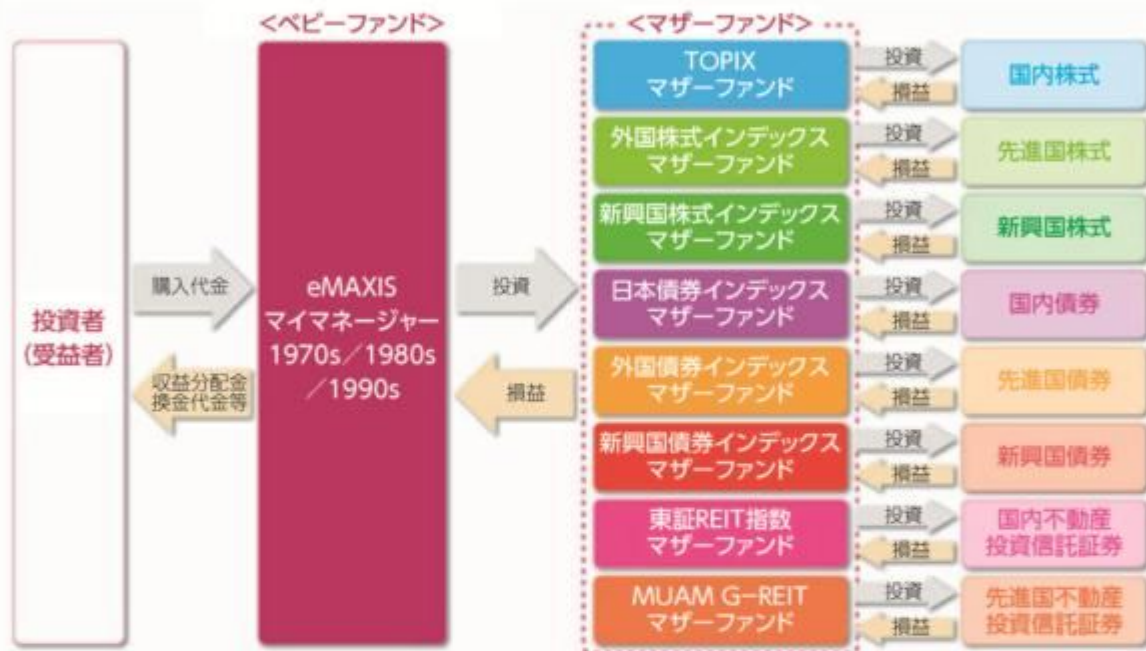 <ベビーファンド>
<マザーファンド>
投資者
(受益者)
購入代金
収益分配金
換金代金等
eMAXIS
マイマネージャー
1970s/1980s
/1990s
投資
損益
TOPIX
マザーファンド
投資
損益
国内株式
外国株式インデックス
マザーファンド
投資
損益
先進国株式
新興国株式インデックス
マザーファンド
投資
損益
新興国株式
日本債券インデックス
マザーファンド
投資
損益
国内債券
外国債券インデックス
マザーファンド
投資
損益
先進国債券
新興国債券インデックス
マザーファンド
投資
損益
新興国債券
東証REIT指数
マザーファンド
投資
損益
国内不動産
投資信託証券
MUAM G-REIT
マザーファンド
投資
損益
先進国不動産
投資信託証券